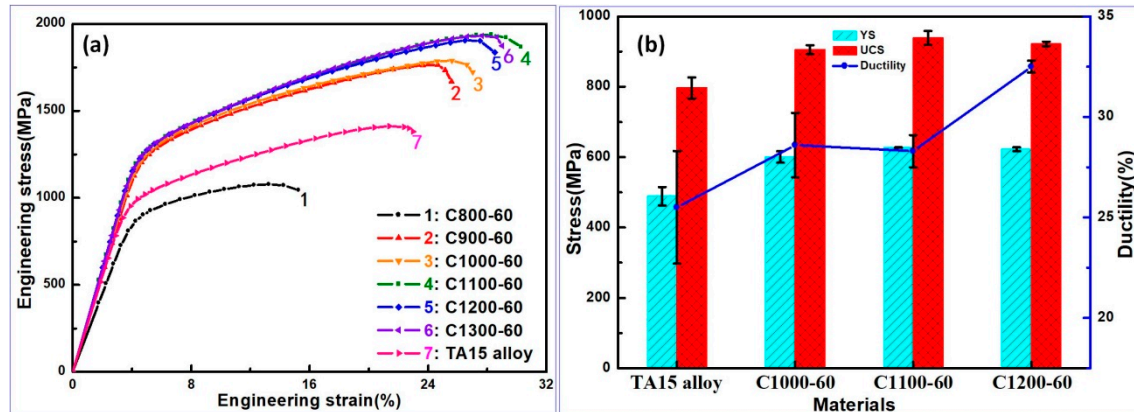 (a)
Engineering stress(MPa)
2000
1500
1000
500
0
0 8 16 24 32
Engineering strain(%)
1
2
3
4
5
6
7
1: C800-60
2: C900-60
3: C1000-60
4: C1100-60
5: C1200-60
6: C1300-60
7: TA15 alloy
(b)
Stress(MPa)
1000
800
600
400
200
0
YS
UCS
Ductility
35
30
25
20
Ductility(%)
TA15 alloy C1000-60 C1100-60 C1200-60
Materials